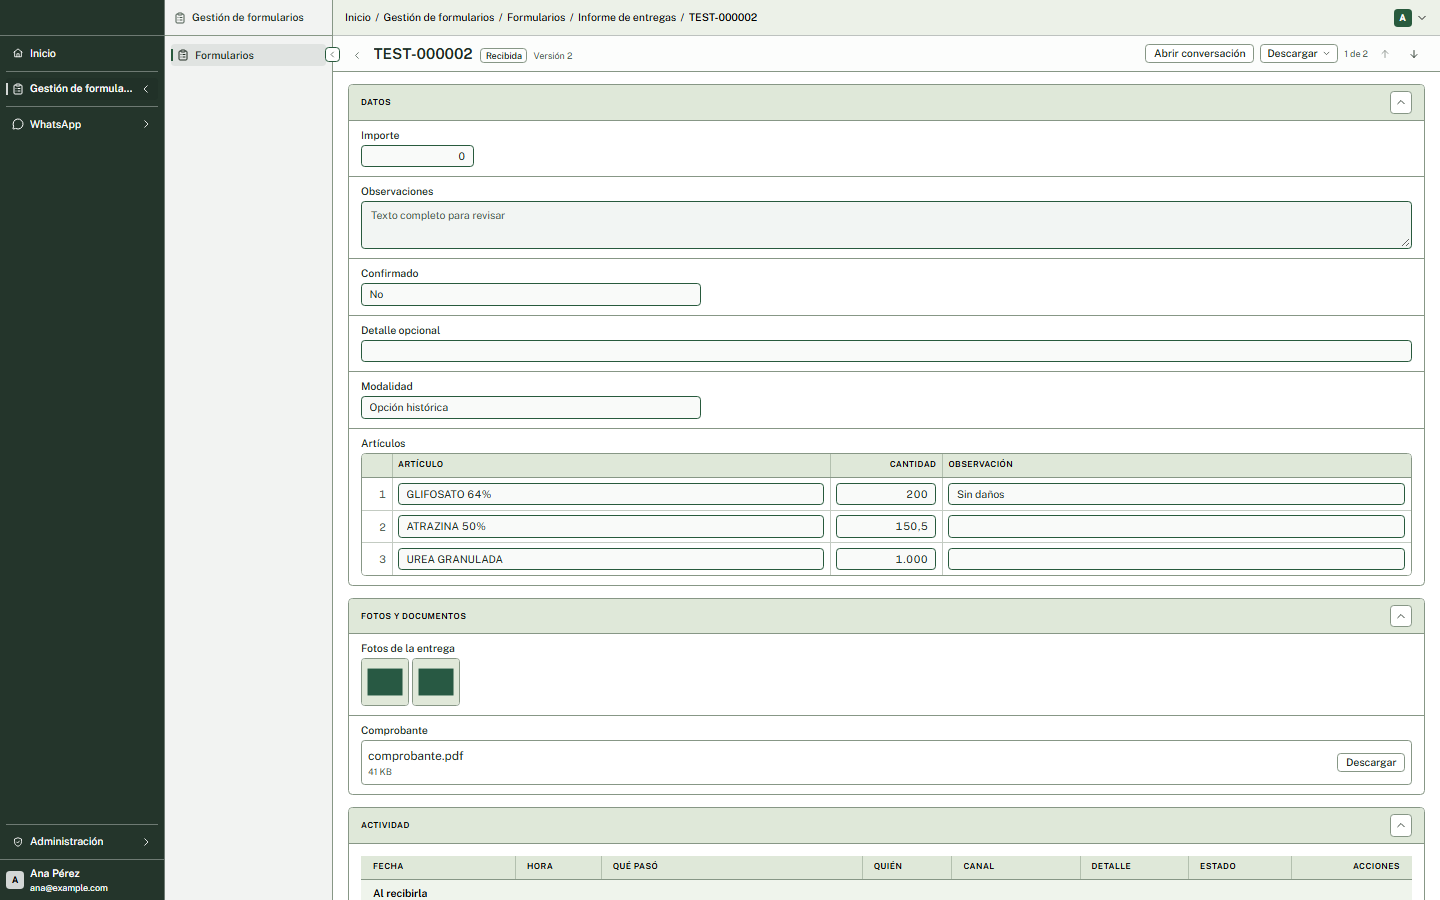 Gestión de formularios
Inicio / Gestión de formularios / Formularios / Informe de entregas / TEST-000002
A
Inicio
Gestión de formula...
WhatsApp
Formularios
TEST-000002
Recibida
Versión 2
Abrir conversación
Descargar
1 de 2
DATOS
Importe
0
Observaciones
Texto completo para revisar
Confirmado
No
Detalle opcional
Modalidad
Opción histórica
Artículos
ARTÍCULO CANTIDAD OBSERVACIÓN
1 GLIFOSATO 64% 200 Sin daños
2 ATRAZINA 50% 150,5
3 UREA GRANULADA 1.000
FOTOS Y DOCUMENTOS
Fotos de la entrega
Comprobante
comprobante.pdf
41 KB
Descargar
ACTIVIDAD
FECHA HORA QUÉ PASÓ QUIÉN CANAL DETALLE ESTADO ACCIONES
Al recibirla
Administración
A
Ana Pérez
ana@example.com